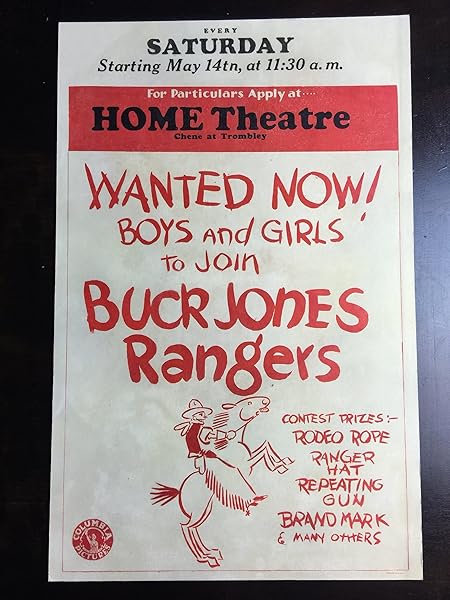 EVERY
SATURDAY
Starting May 14tn, at 11:30 a. m.
For Particulars Apply at ....
HOME Theatre
Chene at Trombley
WANTED NOW!
BOYS and GIRLS
to JOIN
BUCK JONES
Rangers
CONTEST PRIZES:-
RODEO ROPE
RANGER
HAT
REPEATING
GUN
BRAND MARK
& MANY OTHERS
COLUMBIA
PICTURES